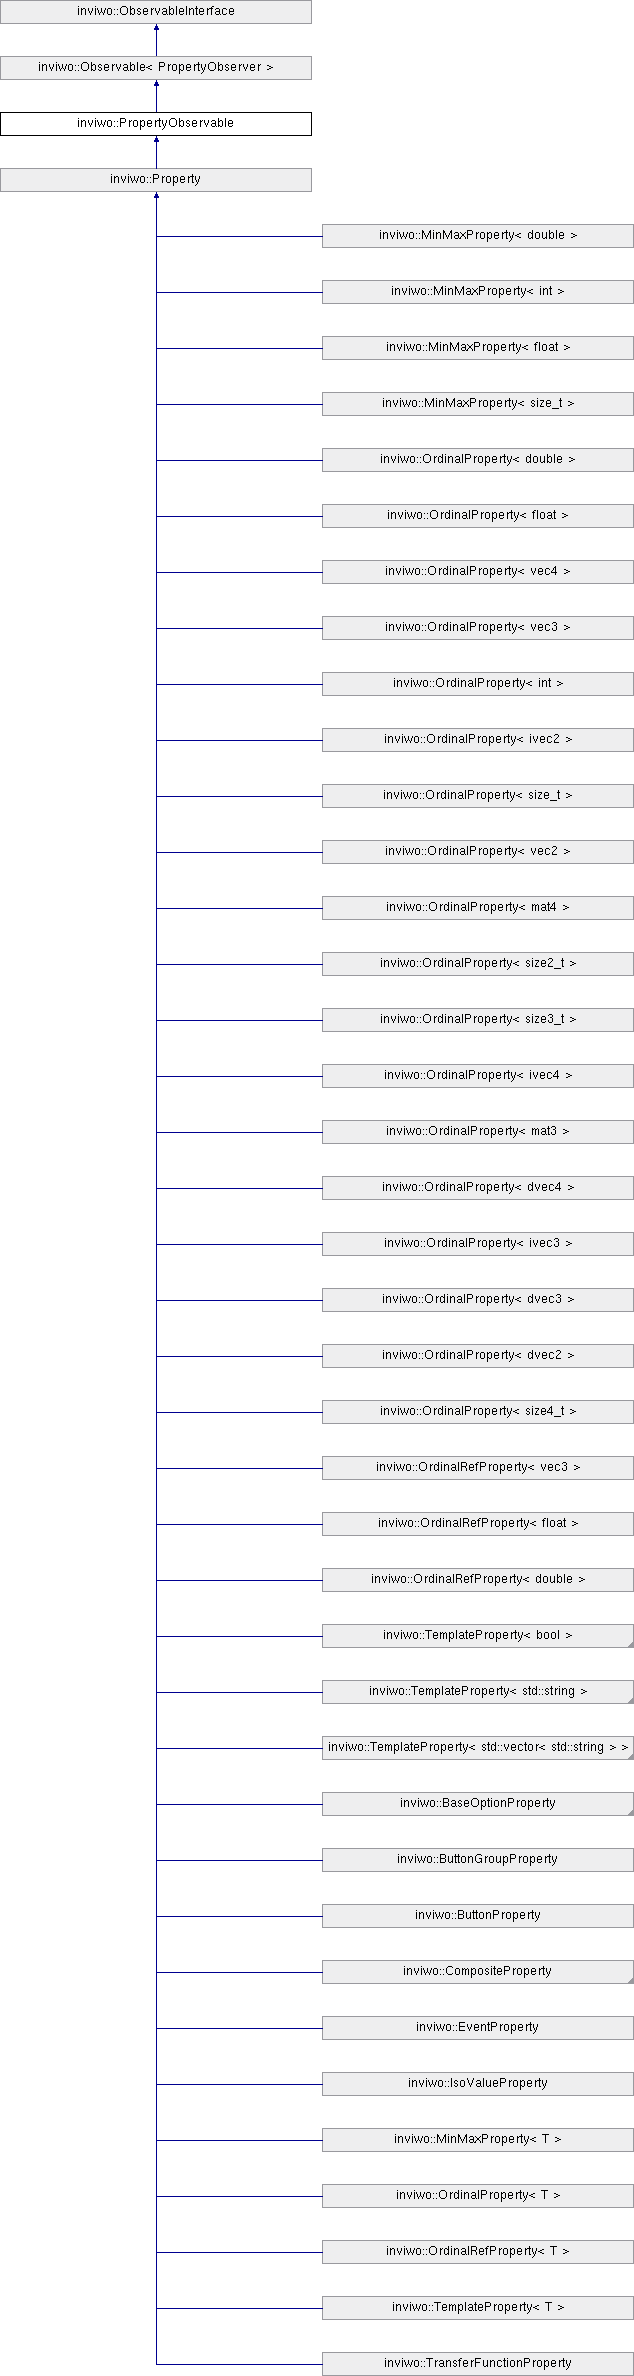 inviwo::ObservableInterface
inviwo::Observable< PropertyObserver >
inviwo::PropertyObservable
inviwo::Property
inviwo::MinMaxProperty< double >
inviwo::MinMaxProperty< int >
inviwo::MinMaxProperty< float >
inviwo::MinMaxProperty< size_t >
inviwo::OrdinalProperty< double >
inviwo::OrdinalProperty< float >
inviwo::OrdinalProperty< vec4 >
inviwo::OrdinalProperty< vec3 >
inviwo::OrdinalProperty< int >
inviwo::OrdinalProperty< ivec2 >
inviwo::OrdinalProperty< size_t >
inviwo::OrdinalProperty< vec2 >
inviwo::OrdinalProperty< mat4 >
inviwo::OrdinalProperty< size2_t >
inviwo::OrdinalProperty< size3_t >
inviwo::OrdinalProperty< ivec4 >
inviwo::OrdinalProperty< mat3 >
inviwo::OrdinalProperty< dvec4 >
inviwo::OrdinalProperty< ivec3 >
inviwo::OrdinalProperty< dvec3 >
inviwo::OrdinalProperty< dvec2 >
inviwo::OrdinalProperty< size4_t >
inviwo::OrdinalRefProperty< vec3 >
inviwo::OrdinalRefProperty< float >
inviwo::OrdinalRefProperty< double >
inviwo::TemplateProperty< bool >
inviwo::TemplateProperty< std::string >
inviwo::TemplateProperty< std::vector< std::string > >
inviwo::BaseOptionProperty
inviwo::ButtonGroupProperty
inviwo::ButtonProperty
inviwo::CompositeProperty
inviwo::EventProperty
inviwo::IsoValueProperty
inviwo::MinMaxProperty< T >
inviwo::OrdinalProperty< T >
inviwo::OrdinalRefProperty< T >
inviwo::TemplateProperty< T >
inviwo::TransferFunctionProperty